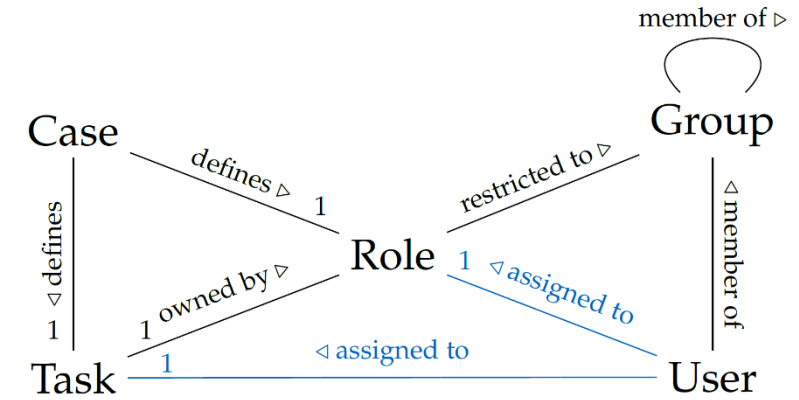 member of ▷
Case
Group
defines ▷
restricted to ▷
1
◁ defines
◁ member of
Role
1
◁ assigned to
owned by ▷
1
1
◁ assigned to
1
Task
User